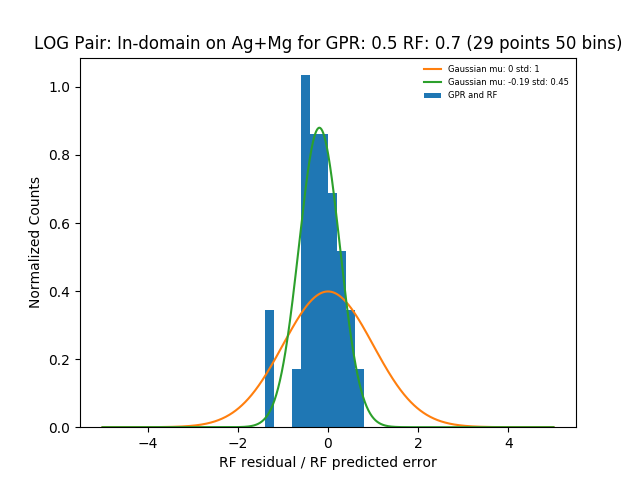 LOG Pair: In-domain on Ag+Mg for GPR: 0.5 RF: 0.7 (29 points 50 bins)
Gaussian mu: 0 std: 1
Gaussian mu: -0.19 std: 0.45
GPR and RF
Normalized Counts
1.0
0.8
0.6
0.4
0.2
0.0
−4 −2 0 2 4
RF residual / RF predicted error